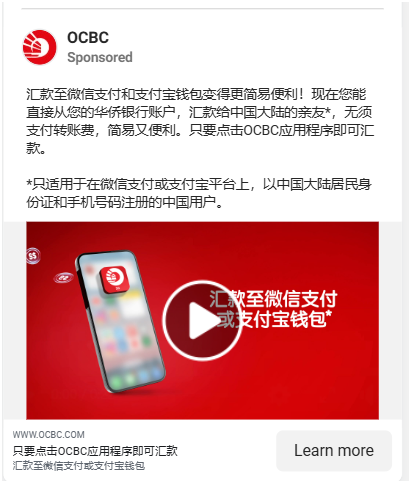 OCBC
Sponsored
汇款至微信支付和支付宝钱包变得更简易便利！现在您能
直接从您的华侨银行账户，汇款给中国大陆的亲友*，无须
支付转账费，简易又便利。只要点击OCBC应用程序即可汇
款。
*只适用于在微信支付或支付宝平台上，以中国大陆居民身
份证和手机号码注册的中国用户。
S$
汇款至微信支付
或支付宝钱包*
WWW.OCBC.COM
只要点击OCBC应用程序即可汇款
汇款至微信支付或支付宝钱包
Learn more